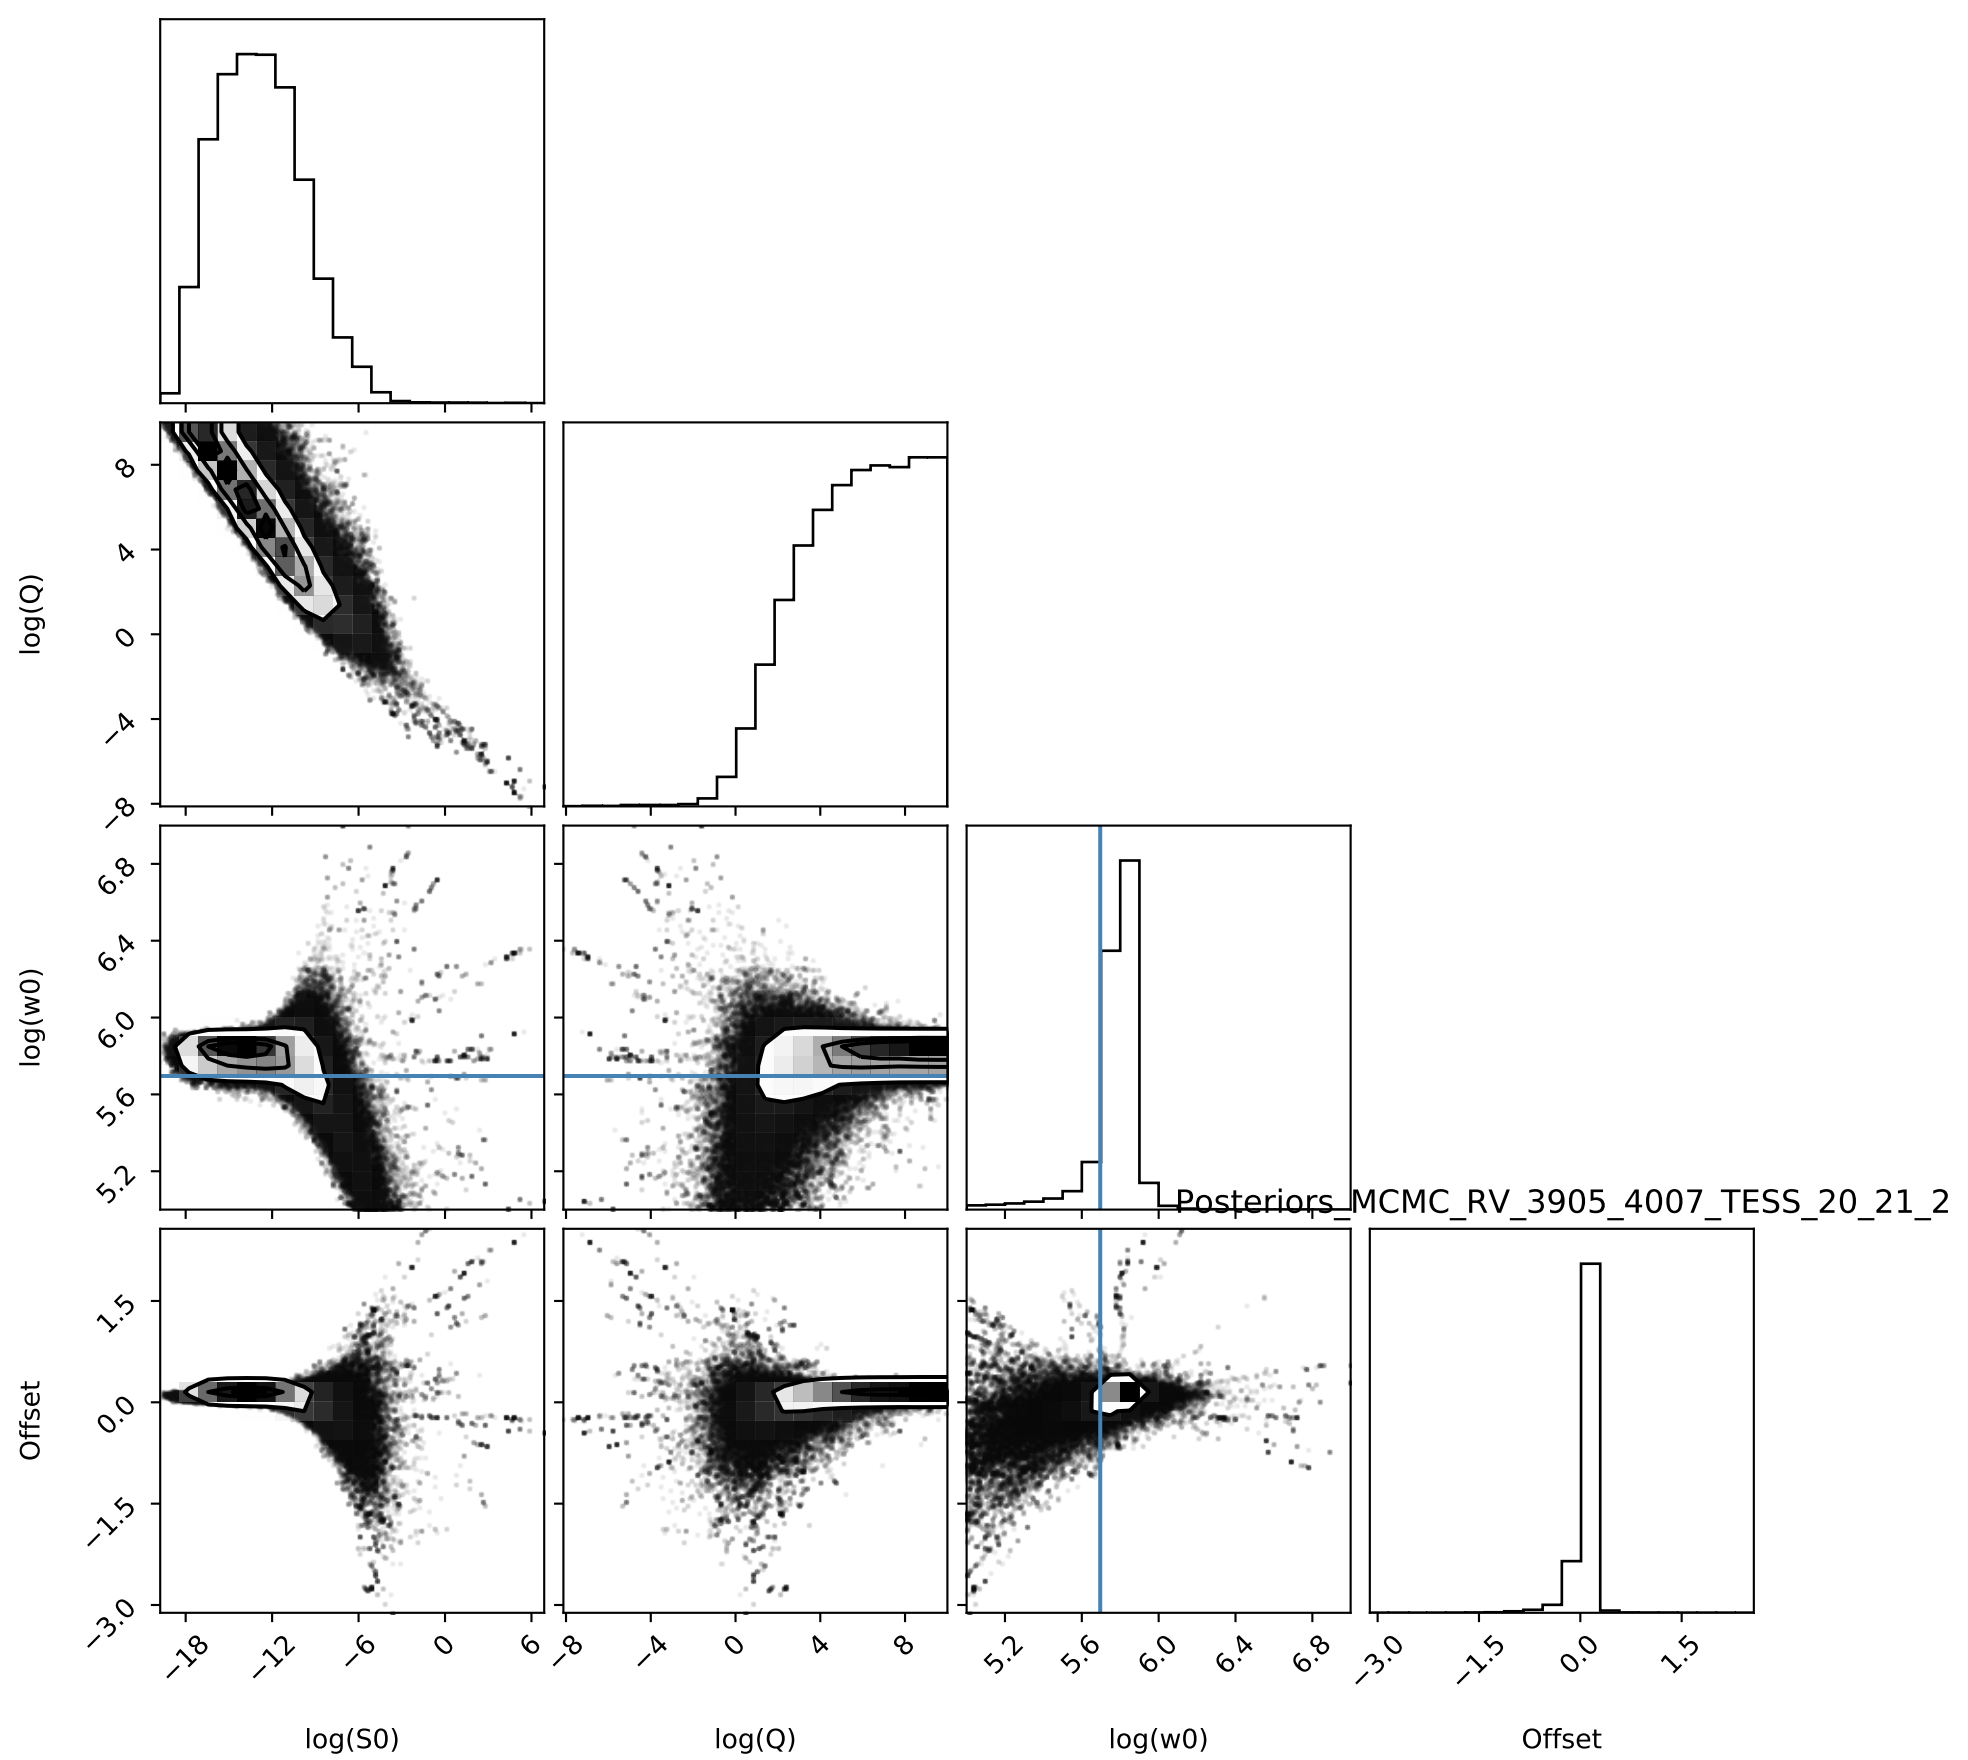 log(Q)
8
4
0
−4
−8
log(w0)
6.8
6.4
6.0
5.6
5.2
Posteriors_MCMC_RV_3905_4007_TESS_20_21_2
Offset
1.5
0.0
−1.5
−3.0
−18 −12 −6 0 6
−8 −4 0 4 8
5.2 5.6 6.0 6.4 6.8
−3.0 −1.5 0.0 1.5
log(S0) log(Q) log(w0) Offset